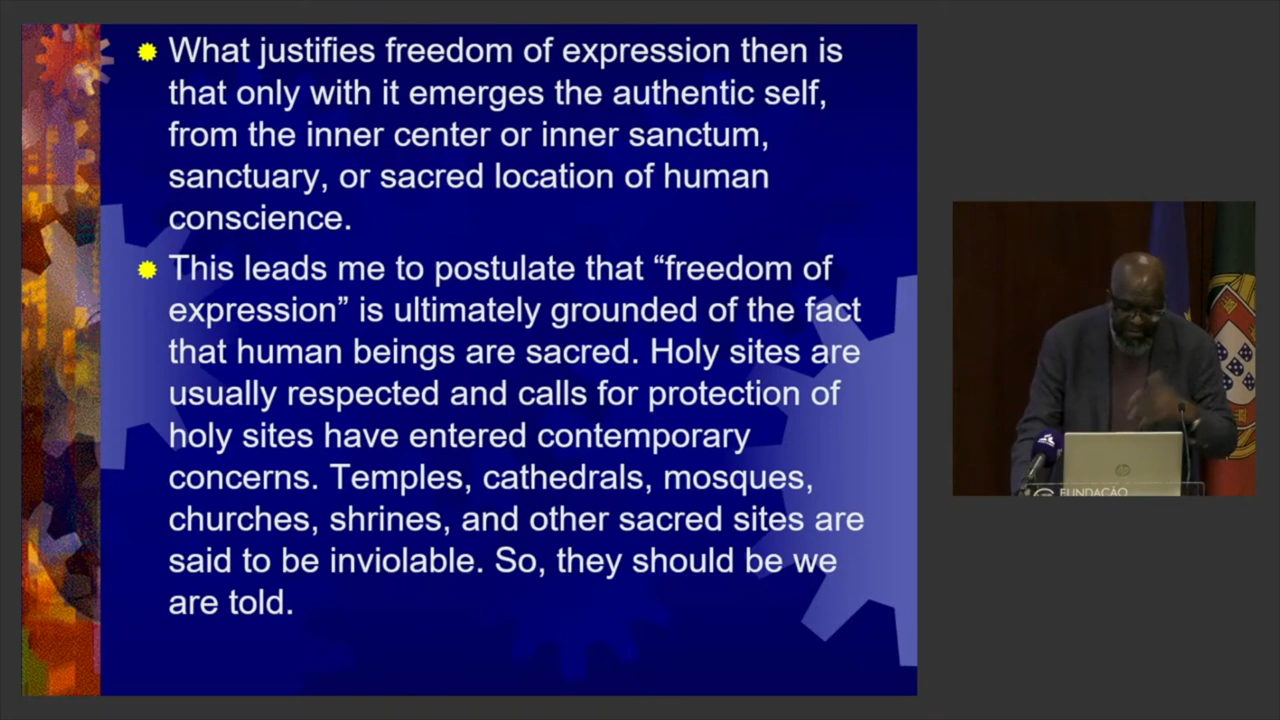 What justifies freedom of expression then is
that only with it emerges the authentic self,
from the inner center or inner sanctum,
sanctuary, or sacred location of human
conscience.
This leads me to postulate that “freedom of
expression” is ultimately grounded of the fact
that human beings are sacred. Holy sites are
usually respected and calls for protection of
holy sites have entered contemporary
concerns. Temples, cathedrals, mosques,
churches, shrines, and other sacred sites are
said to be inviolable. So, they should be we
are told.
hp
FUNDAÇÃO